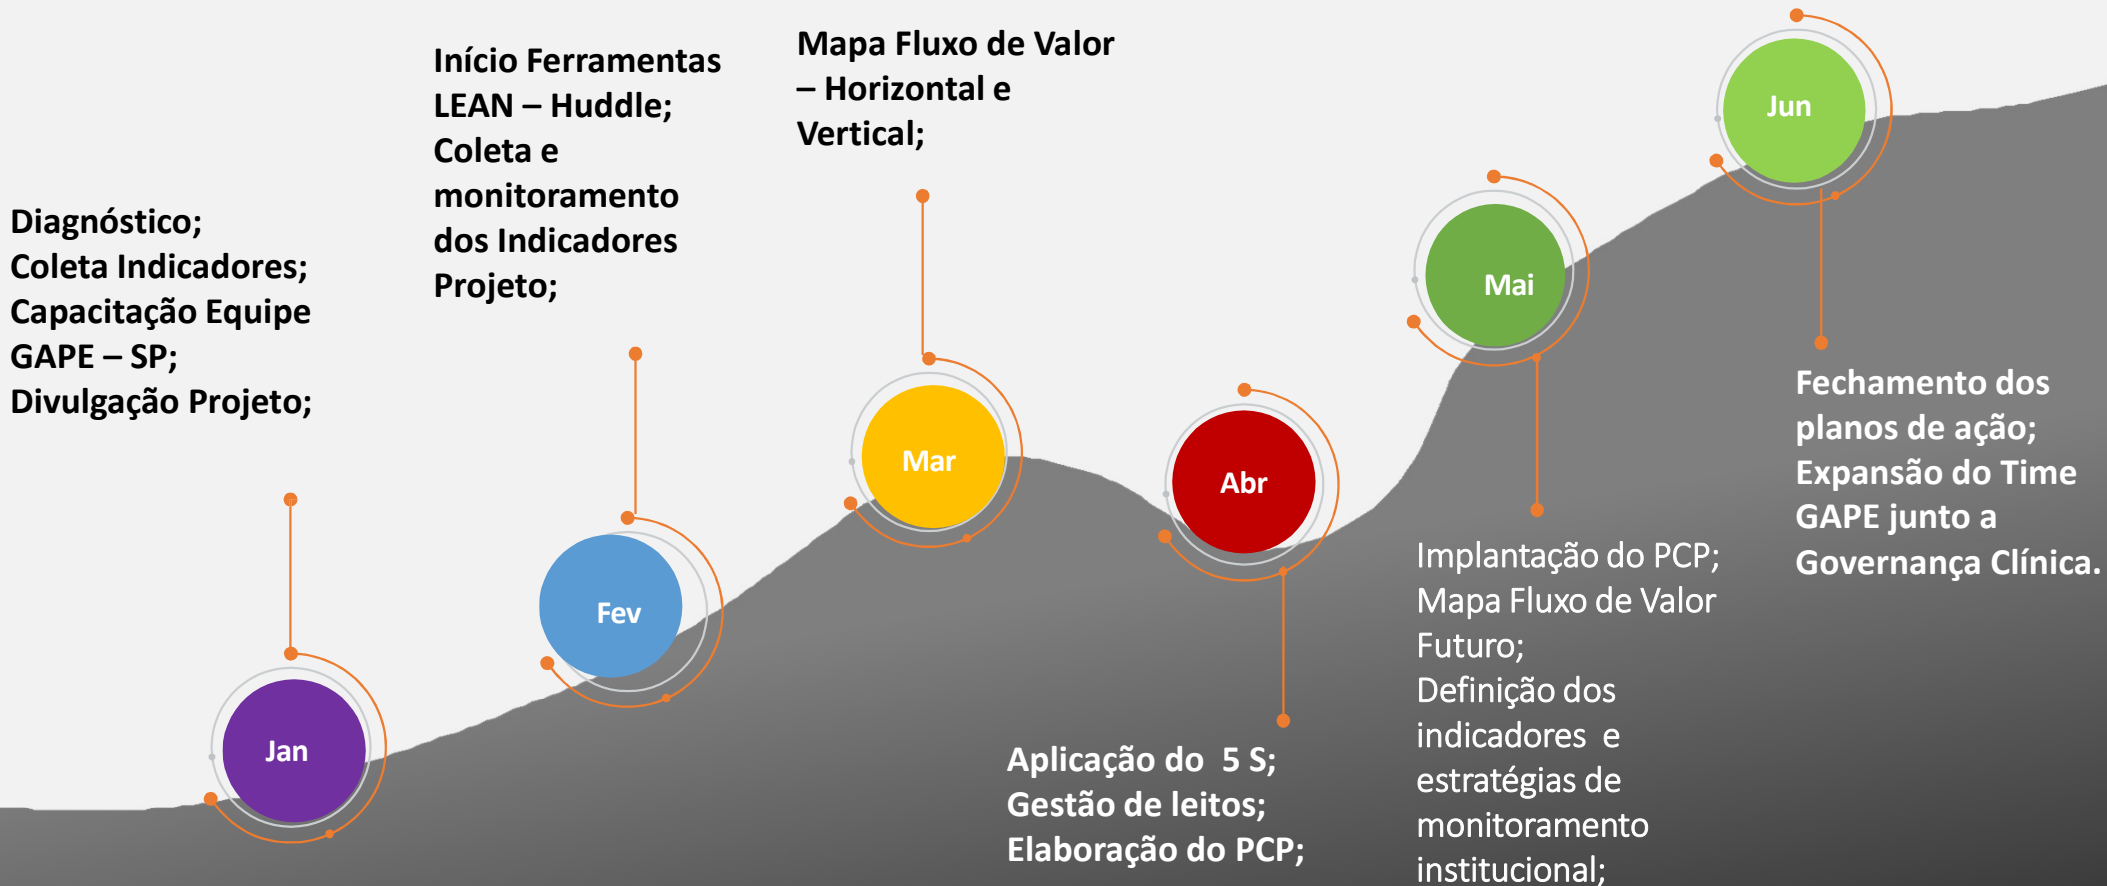 Diagnóstico;
Coleta Indicadores;
Capacitação Equipe
GAPE – SP;
Divulgação Projeto;
Jan
Início Ferramentas
LEAN – Huddle;
Coleta e
monitoramento
dos Indicadores
Projeto;
Fev
Mapa Fluxo de Valor
– Horizontal e
Vertical;
Mar
Abr
Aplicação do 5 S;
Gestão de leitos;
Elaboração do PCP;
Mai
Implantação do PCP;
Mapa Fluxo de Valor
Futuro;
Definição dos
indicadores e
estratégias de
monitoramento
institucional;
Jun
Fechamento dos
planos de ação;
Expansão do Time
GAPE junto a
Governança Clínica.